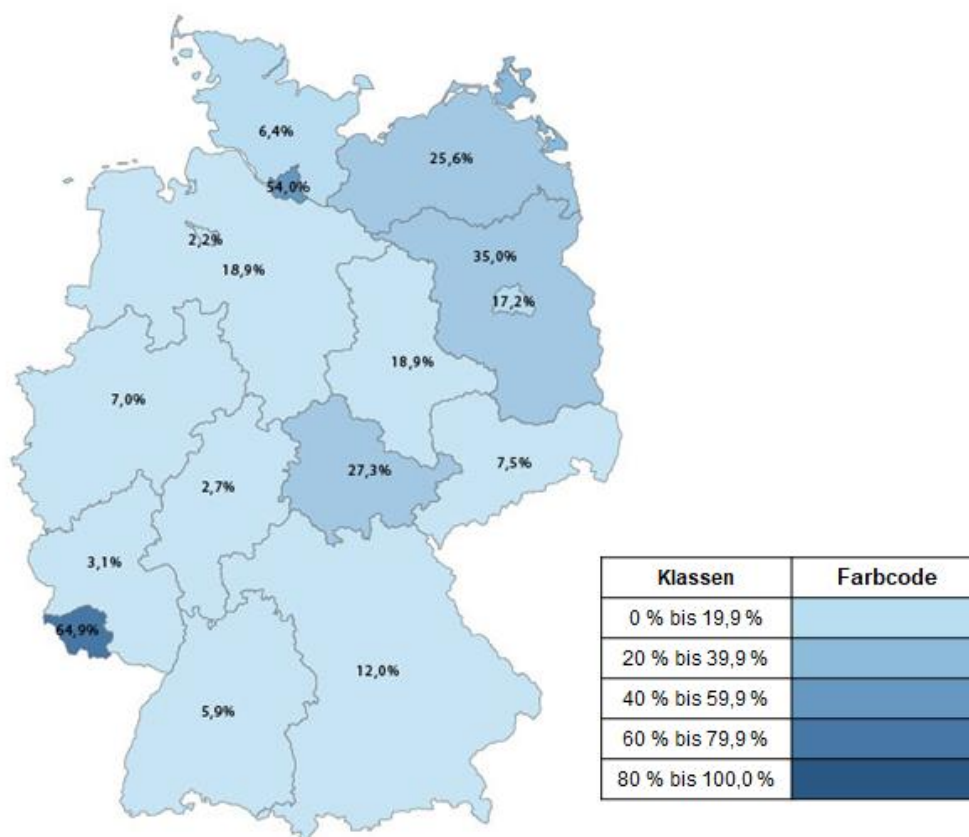 6,4%
25,6%
54,0%
2,2%
35,0%
18,9%
17,2%
18,9%
7,0%
7,5%
27,3%
2,7%
3,1%
64,9%
12,0%
5,9%
Klassen Farbcode
0 % bis 19,9 %
20 % bis 39,9 %
40 % bis 59,9 %
60 % bis 79,9 %
80 % bis 100,0 %